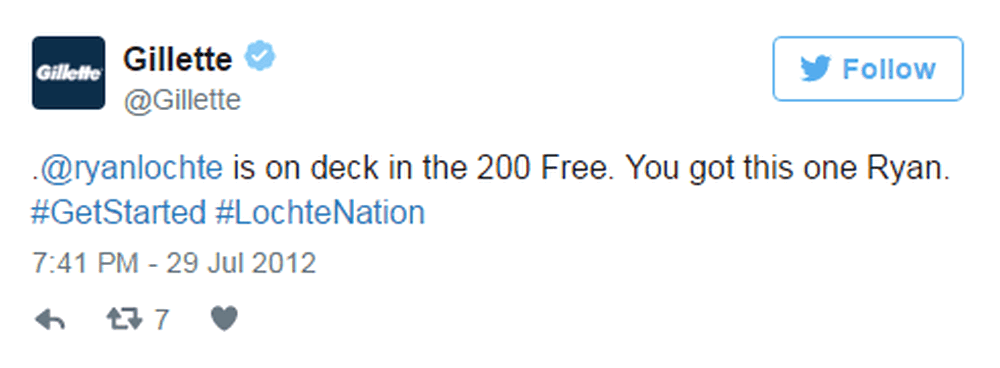 Gillette
Gillette
@Gillette
Follow
.@ryanlochte is on deck in the 200 Free. You got this one Ryan.
#GetStarted #LochteNation
7:41 PM - 29 Jul 2012
7